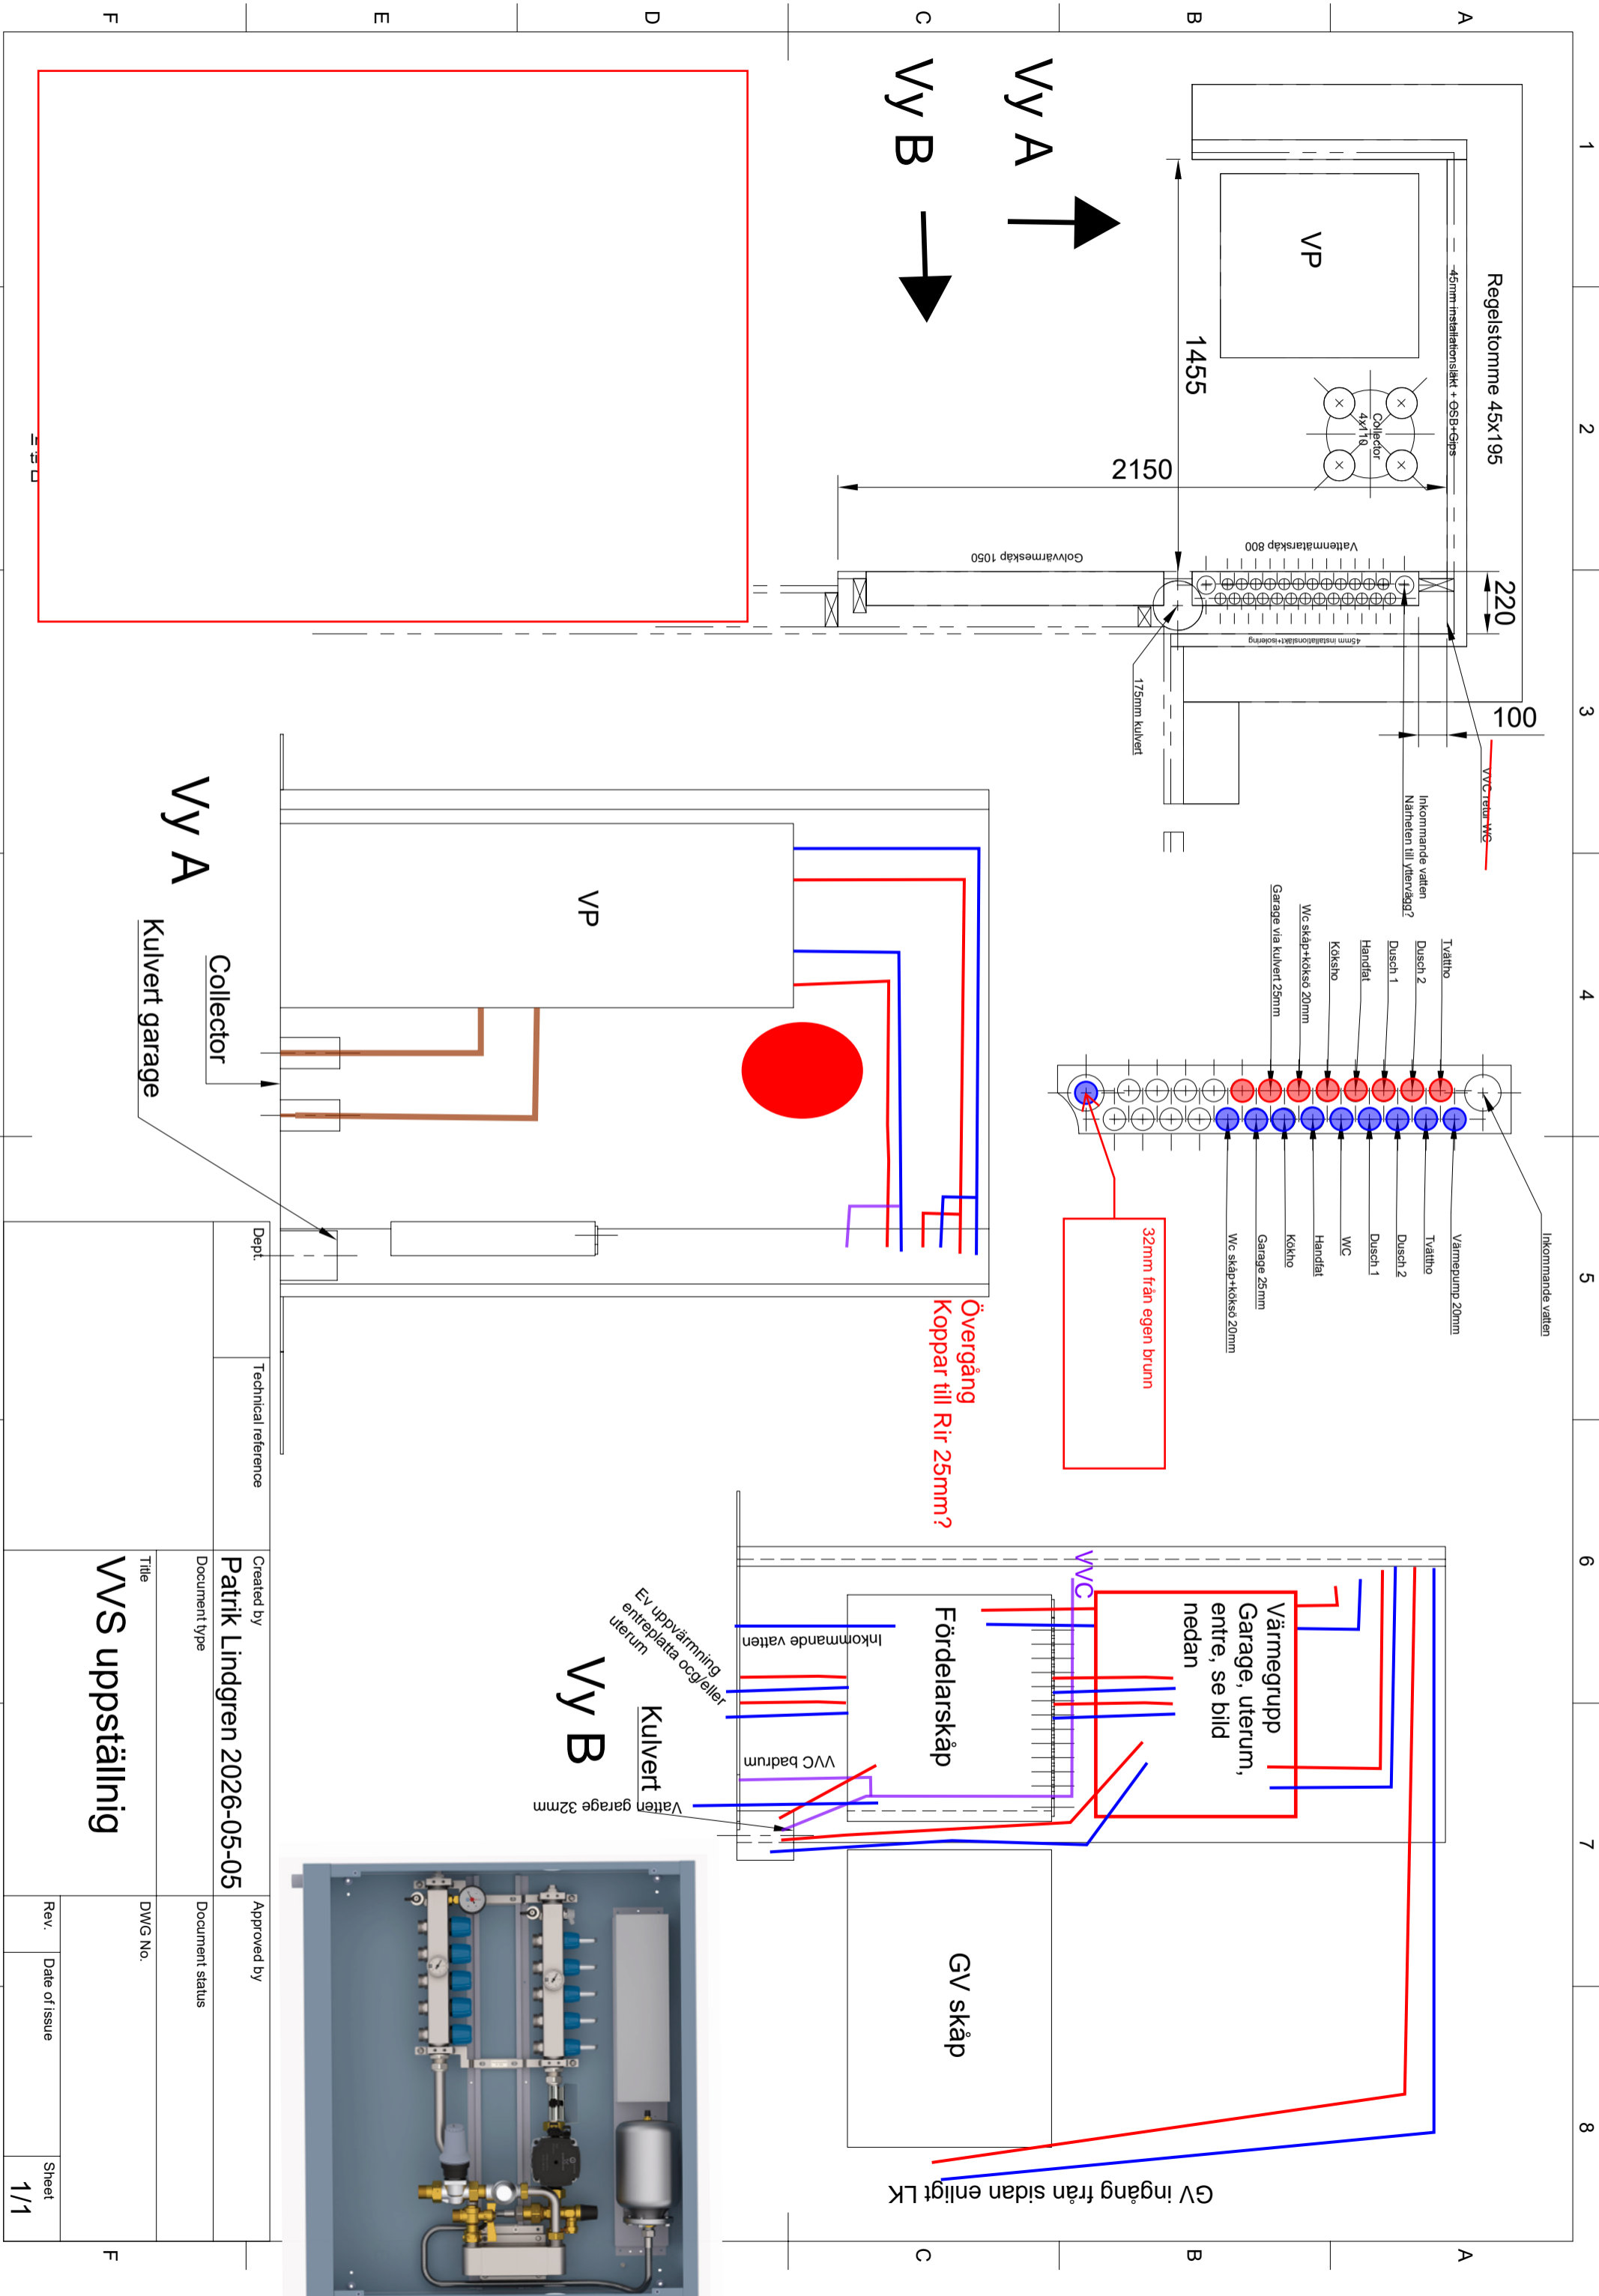 1
2
3
4
5
6
7
8
A
B
C
D
E
F
A
B
C
F
Vy A
Vy B
VP
Regelstomme 45x195
45mm installationsläkt + OSB+Gips
Collector
4x110
1455
2150
220
100
Vattenmätarskåp 800
Golvvärmeskåp 1050
45mm installationsläkt+isolering
175mm kulvert
VVC retur WC
Inkommande vatten
Närheten till yttervägg?
Tvättho
Dusch 2
Dusch 1
Handfat
Köksho
Wc skåp+köksö 20mm
Garage via kulvert 25mm
Inkommande vatten
Värmepump 20mm
Tvättho
Dusch 2
Dusch 1
WC
Handfat
Kökho
Garage 25mm
Wc skåp+köksö 20mm
32mm från egen brunn
VP
Vy A
Collector
Kulvert garage
Övergång
Koppar till Rir 25mm?
VVC
Värmegrupp
Garage, uterum,
entre, se bild
nedan
Fördelarskåp
GV skåp
GV ingång från sidan enligt LK
Inkommande vatten
Ev uppvärmning
entreplatta ocg/eller
uterum
VVC badrum
Vatten garage 32mm
Kulvert
Vy B
Dept.
Technical reference
Created by
Patrik Lindgren 2026-05-05
Approved by
Document type
Document status
Title
VVS uppställnig
DWG No.
Rev.
Date of issue
Sheet
1/1